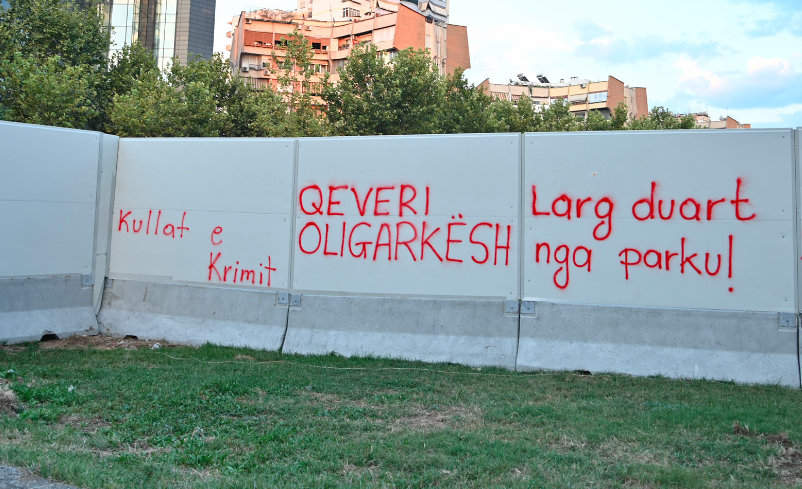 Kullat e
Krimit
QEVERI
OLIGARKËSH
Larg duart
nga parku!